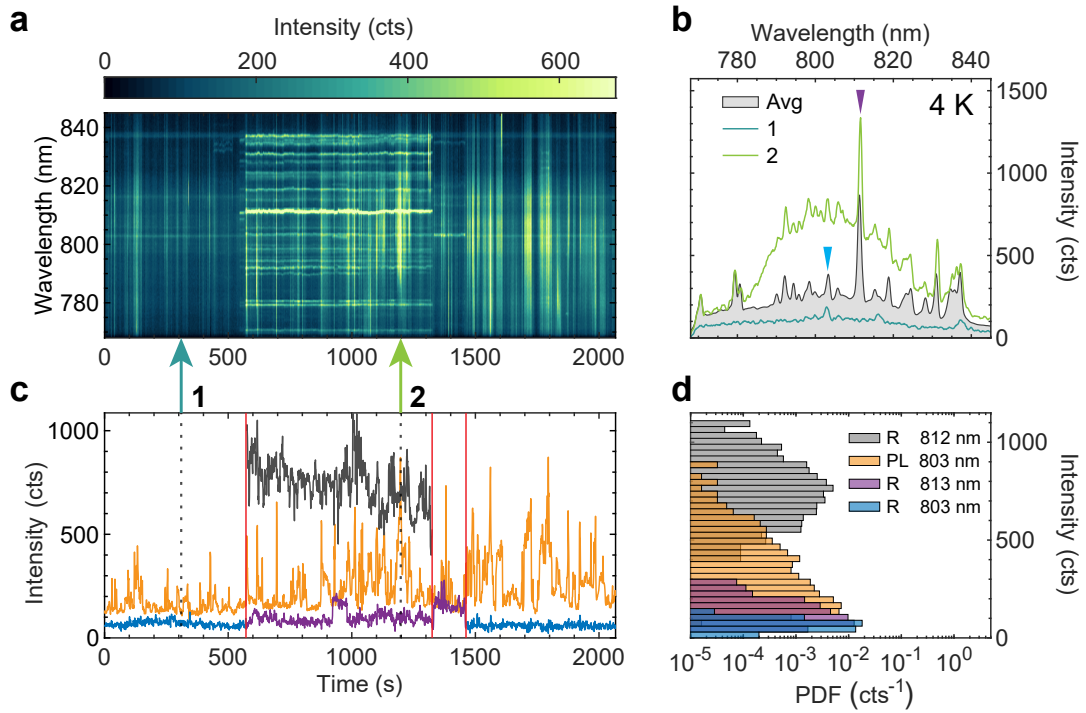 a
Intensity (cts)
0 200 400 600
Wavelength (nm)
840
820
800
780
0 500 1000 1500 2000
b
Wavelength (nm)
780 800 820 840
Avg
1
2
4 K
1500
1000
500
0
Intensity (cts)
c
1
2
Intensity (cts)
1000
500
0
0 500 1000 1500 2000
Time (s)
d
R 812 nm
PL 803 nm
R 813 nm
R 803 nm
1000
500
0
Intensity (cts)
10⁻⁵ 10⁻⁴ 10⁻³ 10⁻² 10⁻¹ 10⁰
PDF (cts⁻¹)